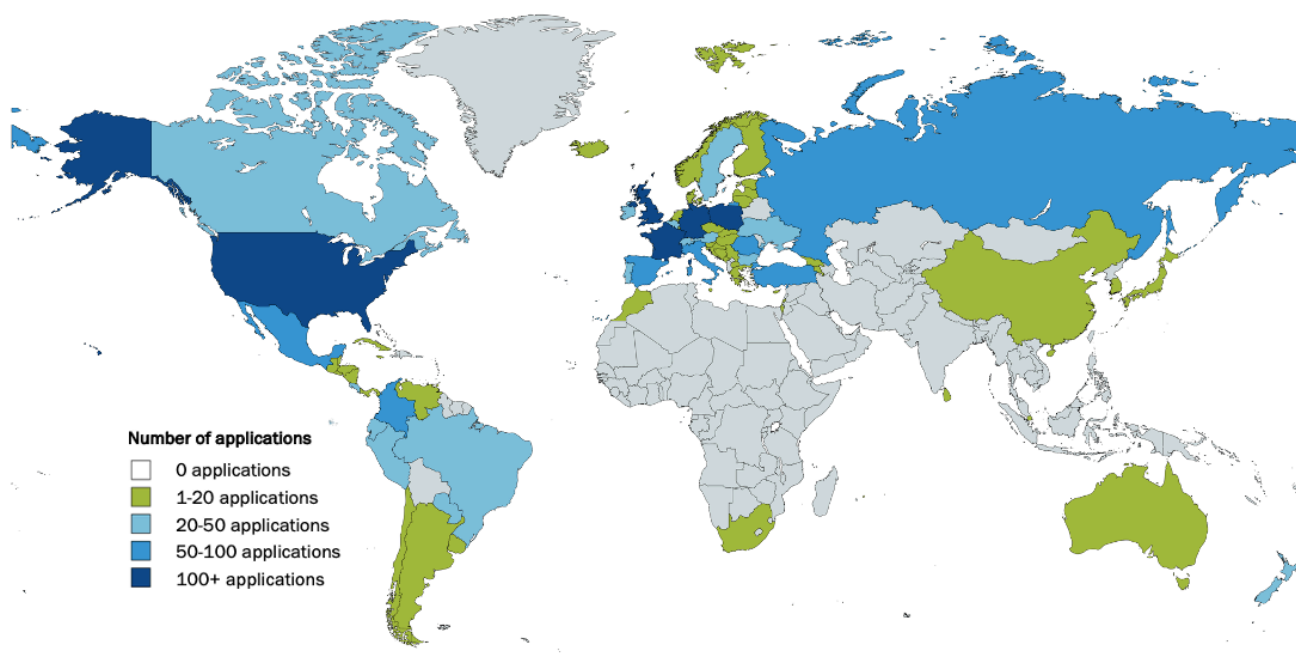 Number of applications
0 applications
1-20 applications
20-50 applications
50-100 applications
100+ applications